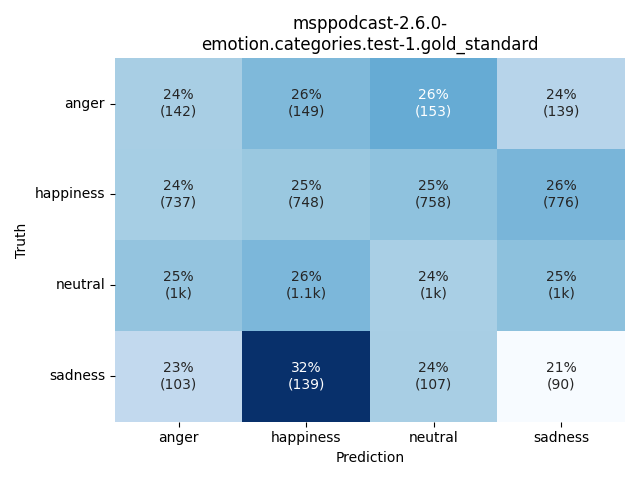 msppodcast-2.6.0-
emotion.categories.test-1.gold_standard
Truth
anger
24% 26% 26% 24%
(142) (149) (153) (139)
happiness
24% 25% 25% 26%
(737) (748) (758) (776)
neutral
25% 26% 24% 25%
(1k) (1.1k) (1k) (1k)
sadness
23% 32% 24% 21%
(103) (139) (107) (90)
anger happiness neutral sadness
Prediction